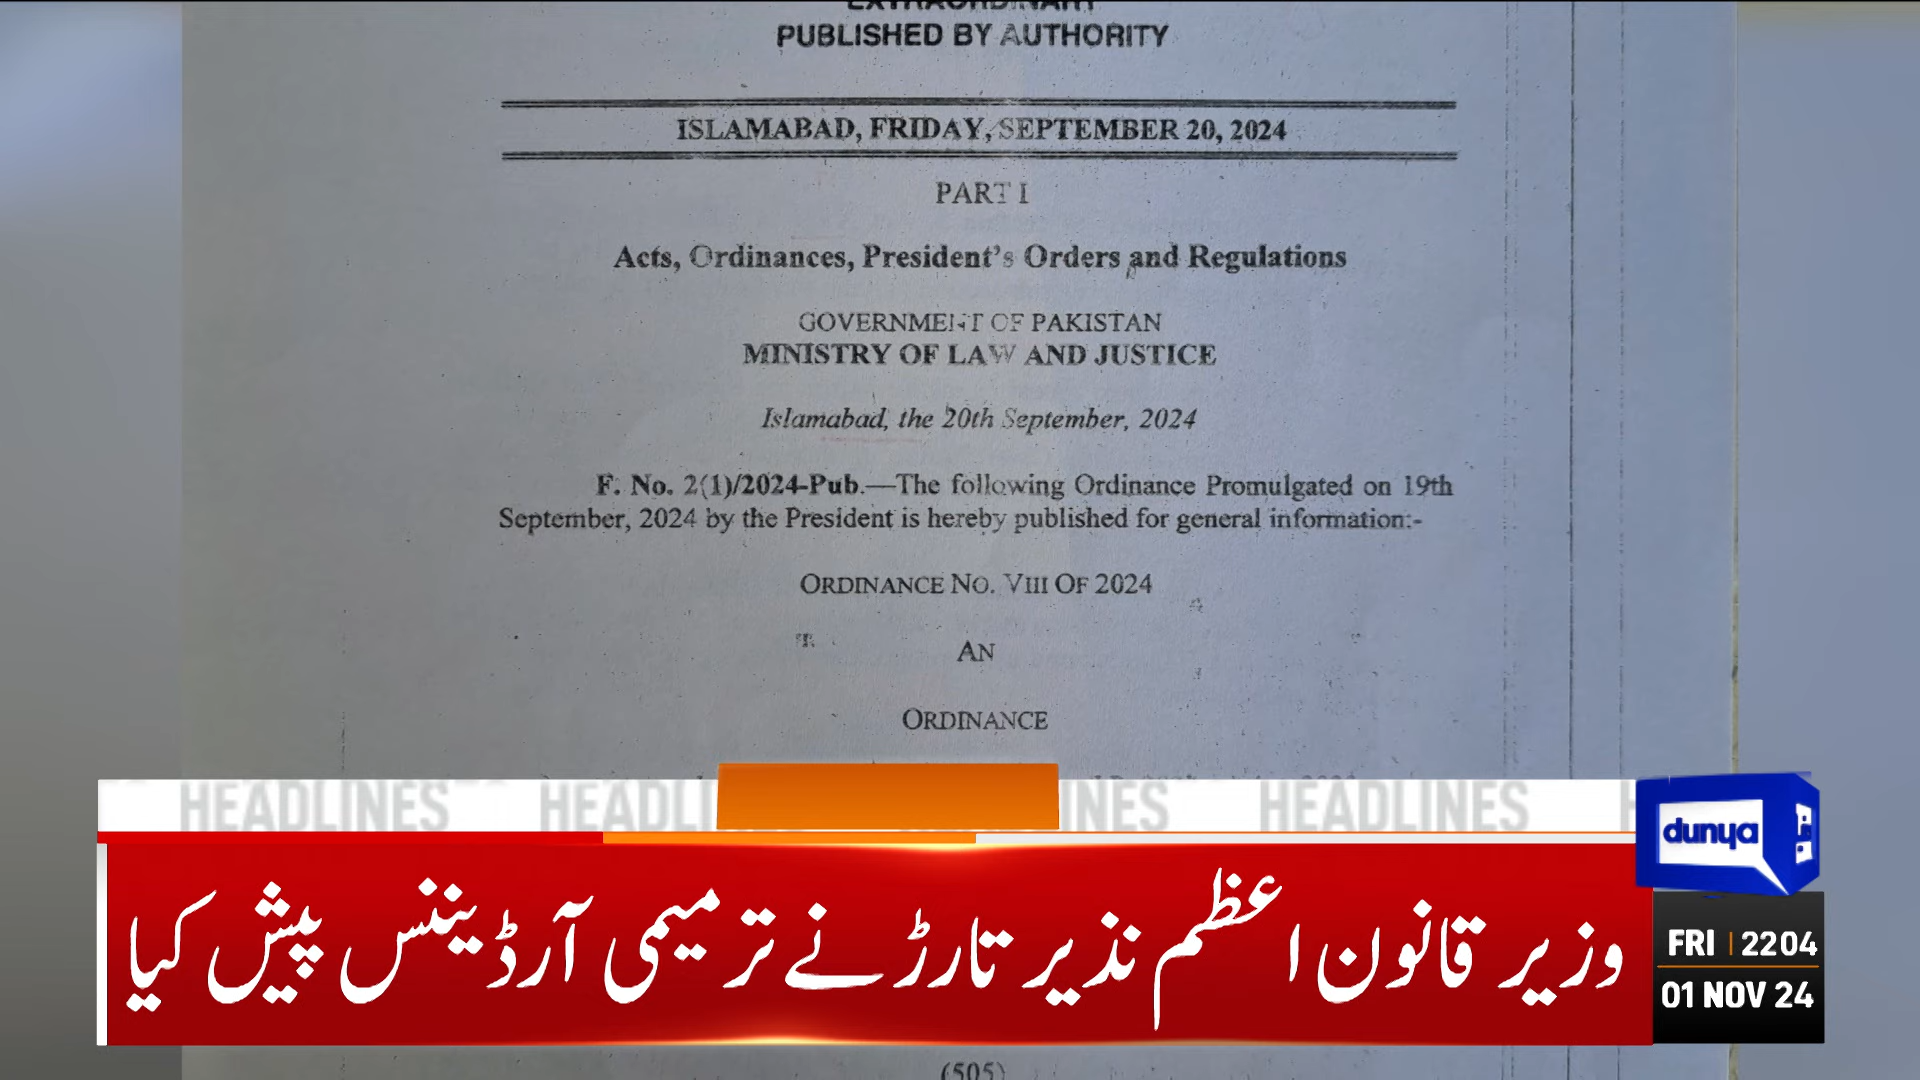 PUBLISHED BY AUTHORITY
ISLAMABAD, FRIDAY, SEPTEMBER 20, 2024
PART I
Acts, Ordinances, President's Orders and Regulations
GOVERNMENT OF PAKISTAN
MINISTRY OF LAW AND JUSTICE
Islamabad, the 20th September, 2024
F. No. 2(1)/2024-Pub.—The following Ordinance Promulgated on 19th
September, 2024 by the President is hereby published for general information:-
ORDINANCE NO. VIII OF 2024
AN
ORDINANCE
HEADLINES HEADLINES HEADLINES
dunya
وزیر قانون اعظم نذیر تارڑ نے ترمیمی آرڈیننس پیش کیا
FRI 2204
01 NOV 24
(505)